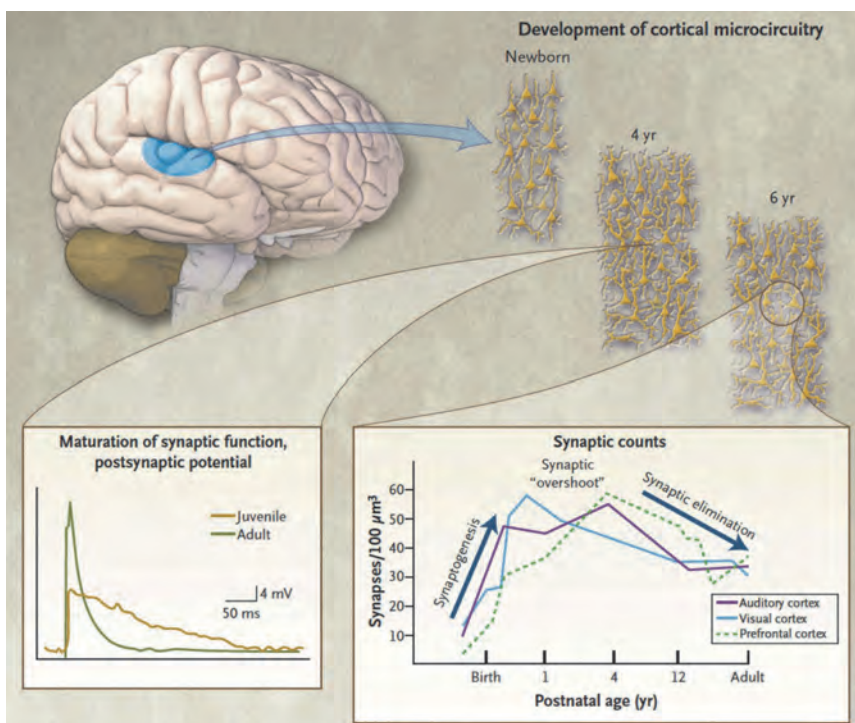 Development of cortical microcircuitry
Newborn
4 yr
6 yr
Maturation of synaptic function,
postsynaptic potential
Juvenile
Adult
4 mV
50 ms
Synaptic counts
Synaptic
“overshoot”
Synaptic elimination
Synaptogenesis
Synapses/100 µm³
60
50
40
30
20
10
Auditory cortex
Visual cortex
Prefrontal cortex
Birth
1
4
12
Adult
Postnatal age (yr)